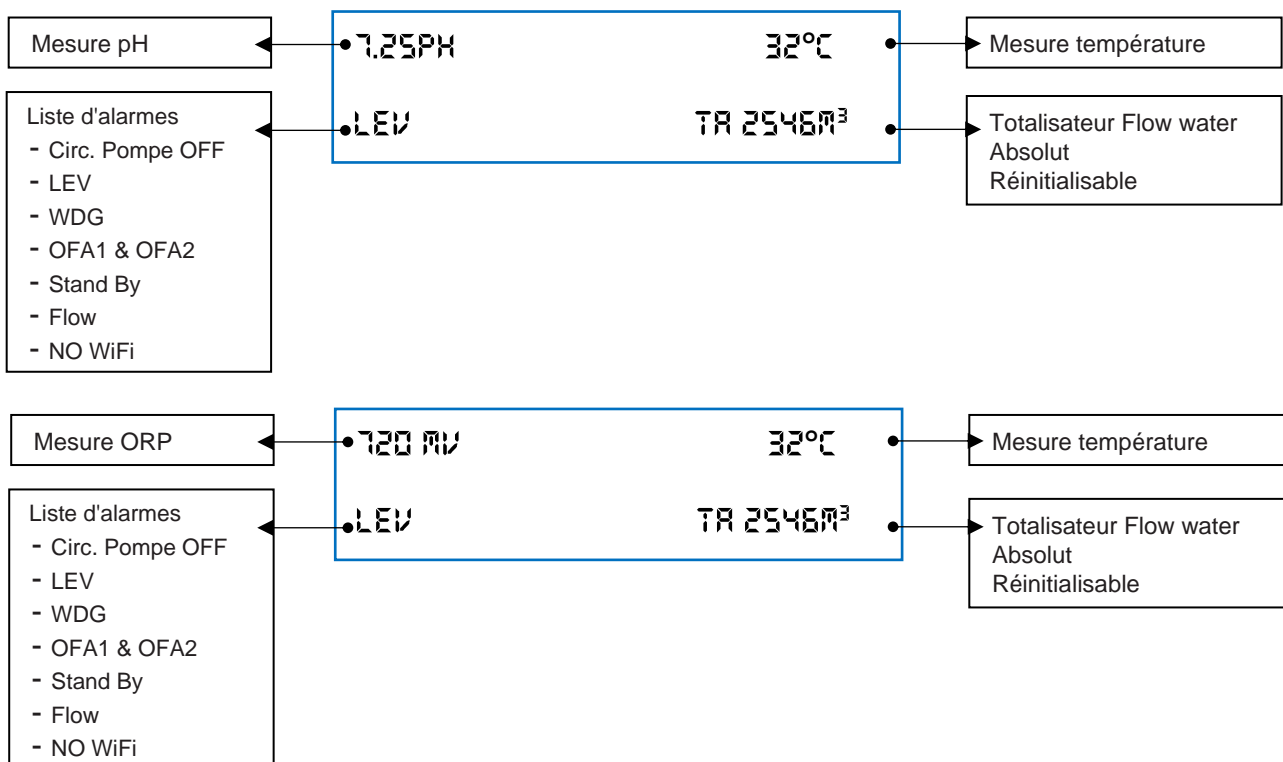 Mesure pH
7.25PH
32°C
Mesure température
Liste d'alarmes
- Circ. Pompe OFF
- LEV
- WDG
- OFA1 & OFA2
- Stand By
- Flow
- NO WiFi
LEV
TA 2546M³
Totalisateur Flow water
Absolut
Réinitialisable
Mesure ORP
720 MV
32°C
Mesure température
Liste d'alarmes
- Circ. Pompe OFF
- LEV
- WDG
- OFA1 & OFA2
- Stand By
- Flow
- NO WiFi
LEV
TA 2546M³
Totalisateur Flow water
Absolut
Réinitialisable